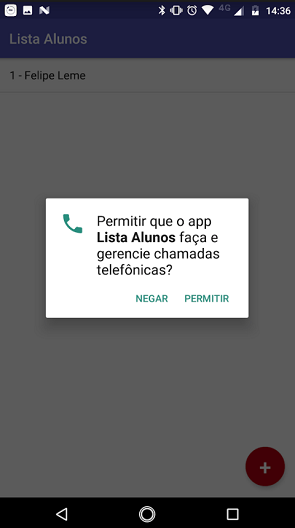 4G 14:36
Lista Alunos
1 - Felipe Leme
Permitir que o app
Lista Alunos faça e
gerencie chamadas
telefônicas?
NEGAR PERMITIR